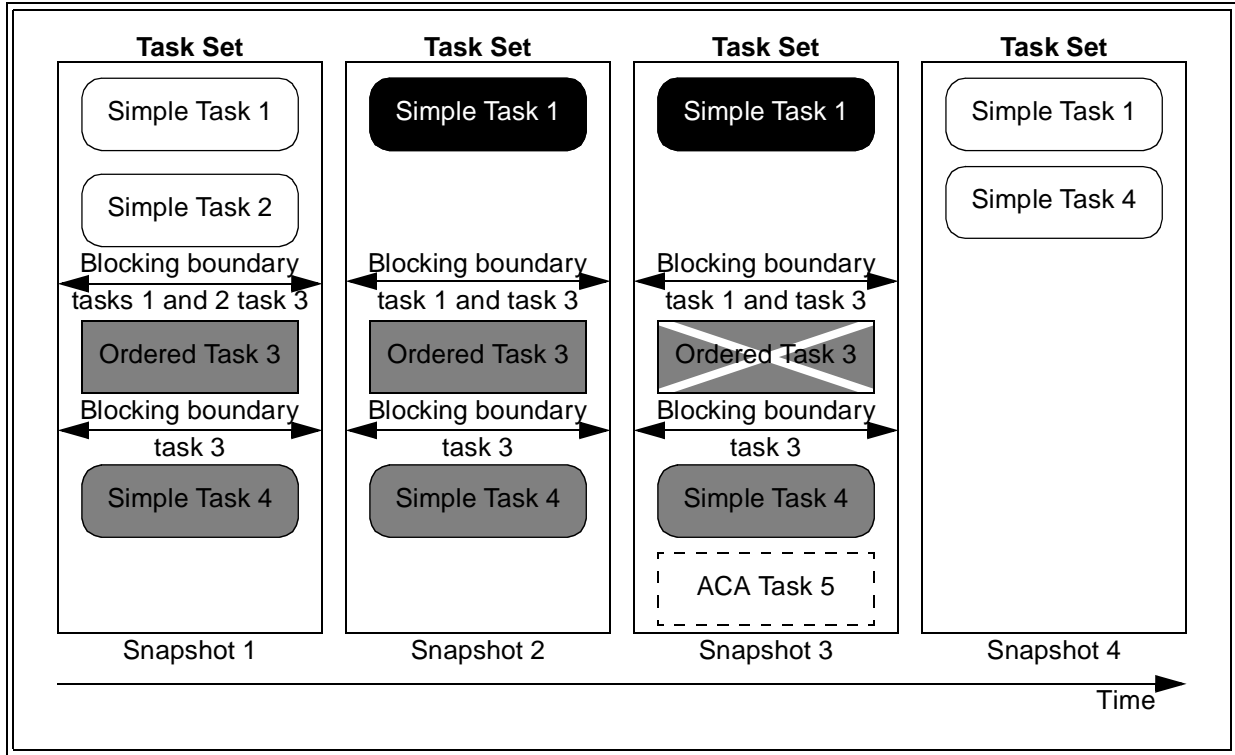 Task Set
Simple Task 1
Simple Task 2
Blocking boundary
tasks 1 and 2 task 3
Ordered Task 3
Blocking boundary
task 3
Simple Task 4
Snapshot 1
Task Set
Simple Task 1
Blocking boundary
task 1 and task 3
Ordered Task 3
Blocking boundary
task 3
Simple Task 4
Snapshot 2
Task Set
Simple Task 1
Blocking boundary
task 1 and task 3
Ordered Task 3
Blocking boundary
task 3
Simple Task 4
ACA Task 5
Snapshot 3
Task Set
Simple Task 1
Simple Task 4
Snapshot 4
Time